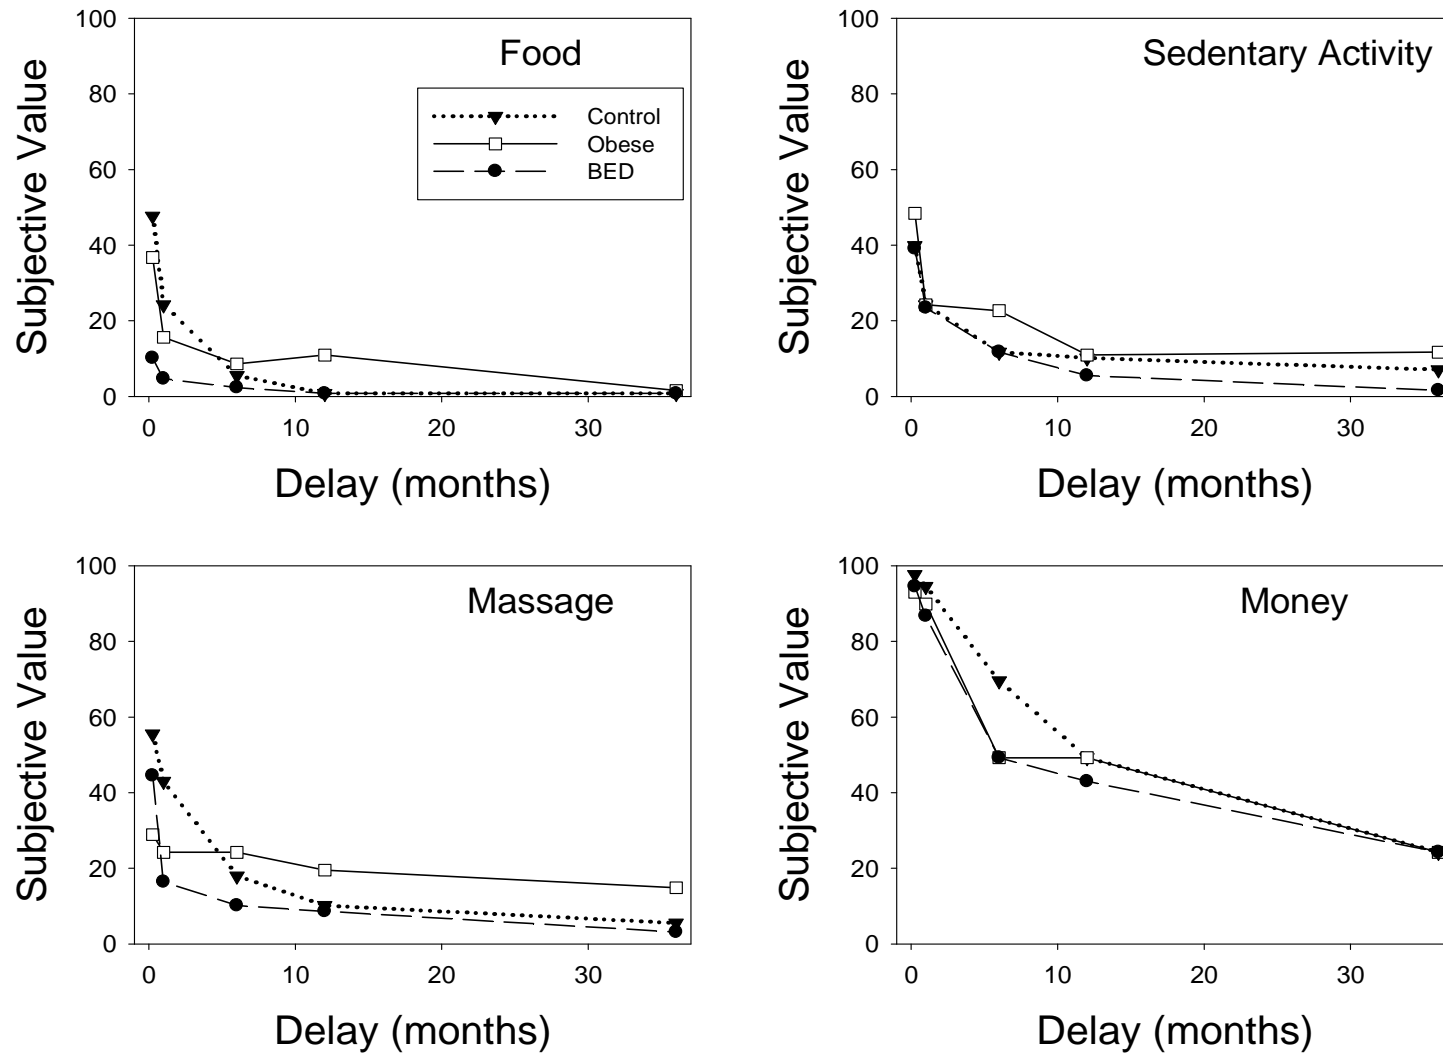 Food
100
80
60
40
20
0
Subjective Value
Control
Obese
BED
0 10 20 30
Delay (months)
Sedentary Activity
100
80
60
40
20
0
Subjective Value
0 10 20 30
Delay (months)
Massage
100
80
60
40
20
0
Subjective Value
0 10 20 30
Delay (months)
Money
100
80
60
40
20
0
Subjective Value
0 10 20 30
Delay (months)